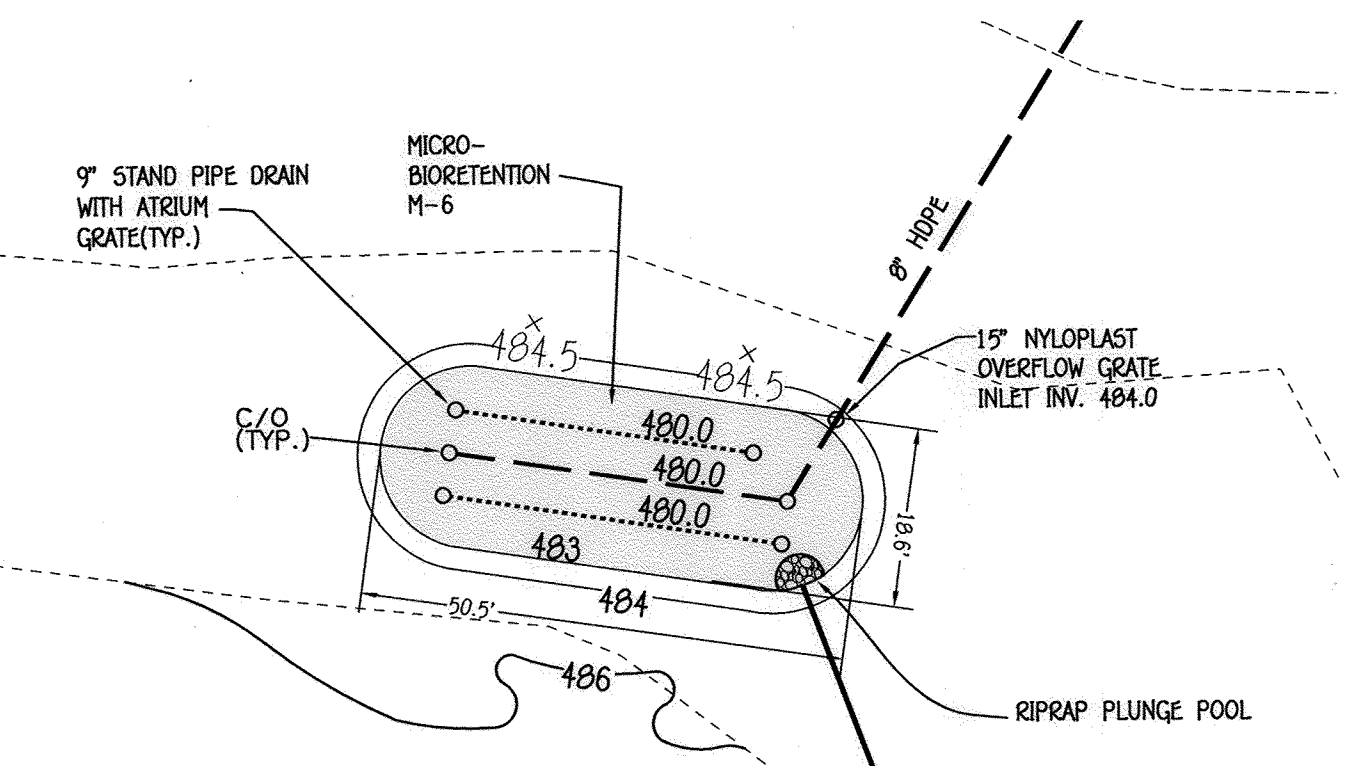 MICRO-
BIORETENTION
M-6
9" STAND PIPE DRAIN
WITH ATRIUM
GRATE(TYP.)
8" HDPE
484.5
484.5
15" NYLOPLAST
OVERFLOW GRATE
INLET INV. 484.0
C/O
(TYP.)
480.0
480.0
480.0
483
18.6'
484
50.5'
486
RIPRAP PLUNGE POOL